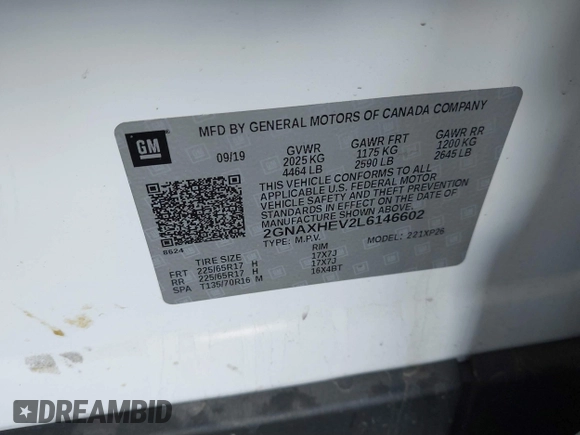 GM
MFD BY GENERAL MOTORS OF CANADA COMPANY
09/19 GVWR GAWR FRT GAWR RR
2025 KG 1175 KG 1200 KG
4464 LB 2590 LB 2645 LB
THIS VEHICLE CONFORMS TO ALL
APPLICABLE U.S. FEDERAL MOTOR
VEHICLE SAFETY AND THEFT PREVENTION
STANDARDS IN EFFECT ON THE DATE OF
MANUFACTURE SHOWN ABOVE.
2GNAXHEV2L6146602
8624 TYPE: M.P.V. MODEL: 221XP26
TIRE SIZE RIM
FRT 225/65R17 H 17X7J
RR 225/65R17 H 17X7J
SPA T135/70R16 M 16X4BT
DREAMBID